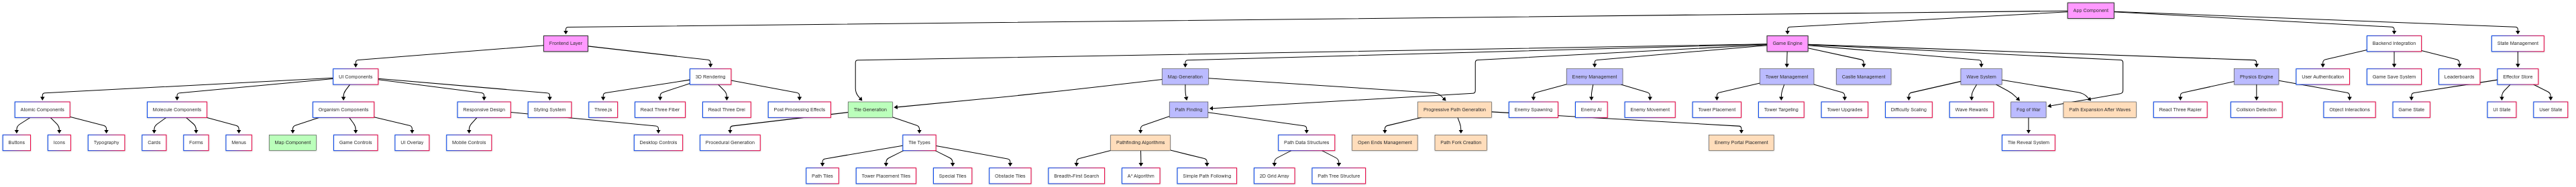 App Component
Frontend Layer
Game Engine
Backend Integration
State Management
UI Components
3D Rendering
Map Generation
Enemy Management
Tower Management
Castle Management
Wave System
Physics Engine
User Authentication
Game Save System
Leaderboards
Effector Store
Atomic Components
Molecule Components
Organism Components
Responsive Design
Styling System
Three.js
React Three Fiber
React Three Drei
Post Processing Effects
Tile Generation
Path Finding
Progressive Path Generation
Enemy Spawning
Enemy AI
Enemy Movement
Tower Placement
Tower Targeting
Tower Upgrades
Difficulty Scaling
Wave Rewards
Fog of War
Path Expansion After Waves
React Three Rapier
Collision Detection
Object Interactions
Game State
UI State
User State
Buttons
Icons
Typography
Cards
Forms
Menus
Map Component
Game Controls
UI Overlay
Mobile Controls
Desktop Controls
Procedural Generation
Tile Types
Pathfinding Algorithms
Path Data Structures
Open Ends Management
Path Fork Creation
Enemy Portal Placement
Tile Reveal System
Path Tiles
Tower Placement Tiles
Special Tiles
Obstacle Tiles
Breadth-First Search
A* Algorithm
Simple Path Following
2D Grid Array
Path Tree Structure